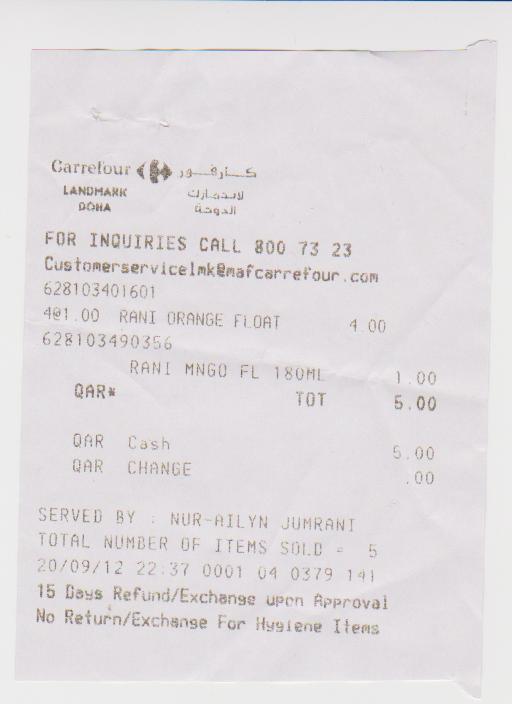 Carrefour كارفور
LANDMARK لاندمارك
DOHA الدوحة
FOR INQUIRIES CALL 800 73 23
Customerservicelmk@mafcarrefour.com
628103401601
4@1.00 RANI ORANGE FLOAT 4.00
628103490356
RANI MNGO FL 180ML 1.00
QAR* TOT 5.00
QAR Cash 5.00
QAR CHANGE .00
SERVED BY : NUR-AILYN JUMRANI
TOTAL NUMBER OF ITEMS SOLD = 5
20/09/12 22:37 0001 04 0379 141
15 Days Refund/Exchange upon Approval
No Return/Exchange For Hygiene Items